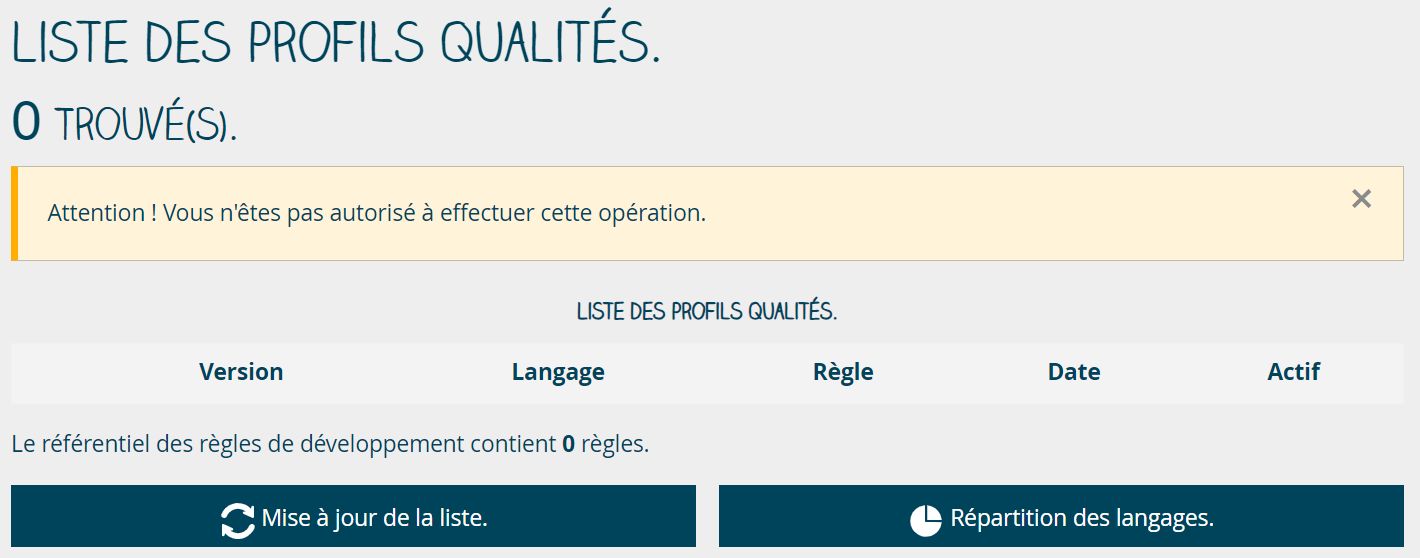 LISTE DES PROFILS QUALITÉS.
0 TROUVÉ(S).
Attention ! Vous n'êtes pas autorisé à effectuer cette opération.
LISTE DES PROFILS QUALITÉS.
Version Langage Règle Date Actif
Le référentiel des règles de développement contient 0 règles.
Mise à jour de la liste. Répartition des langages.